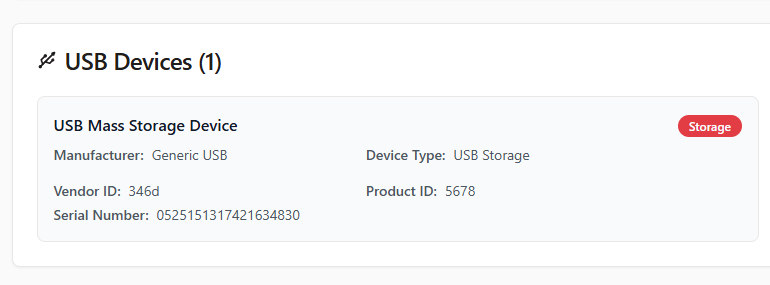 USB Devices (1)
USB Mass Storage Device
Storage
Manufacturer: Generic USB
Device Type: USB Storage
Vendor ID: 346d
Product ID: 5678
Serial Number: 0525151317421634830